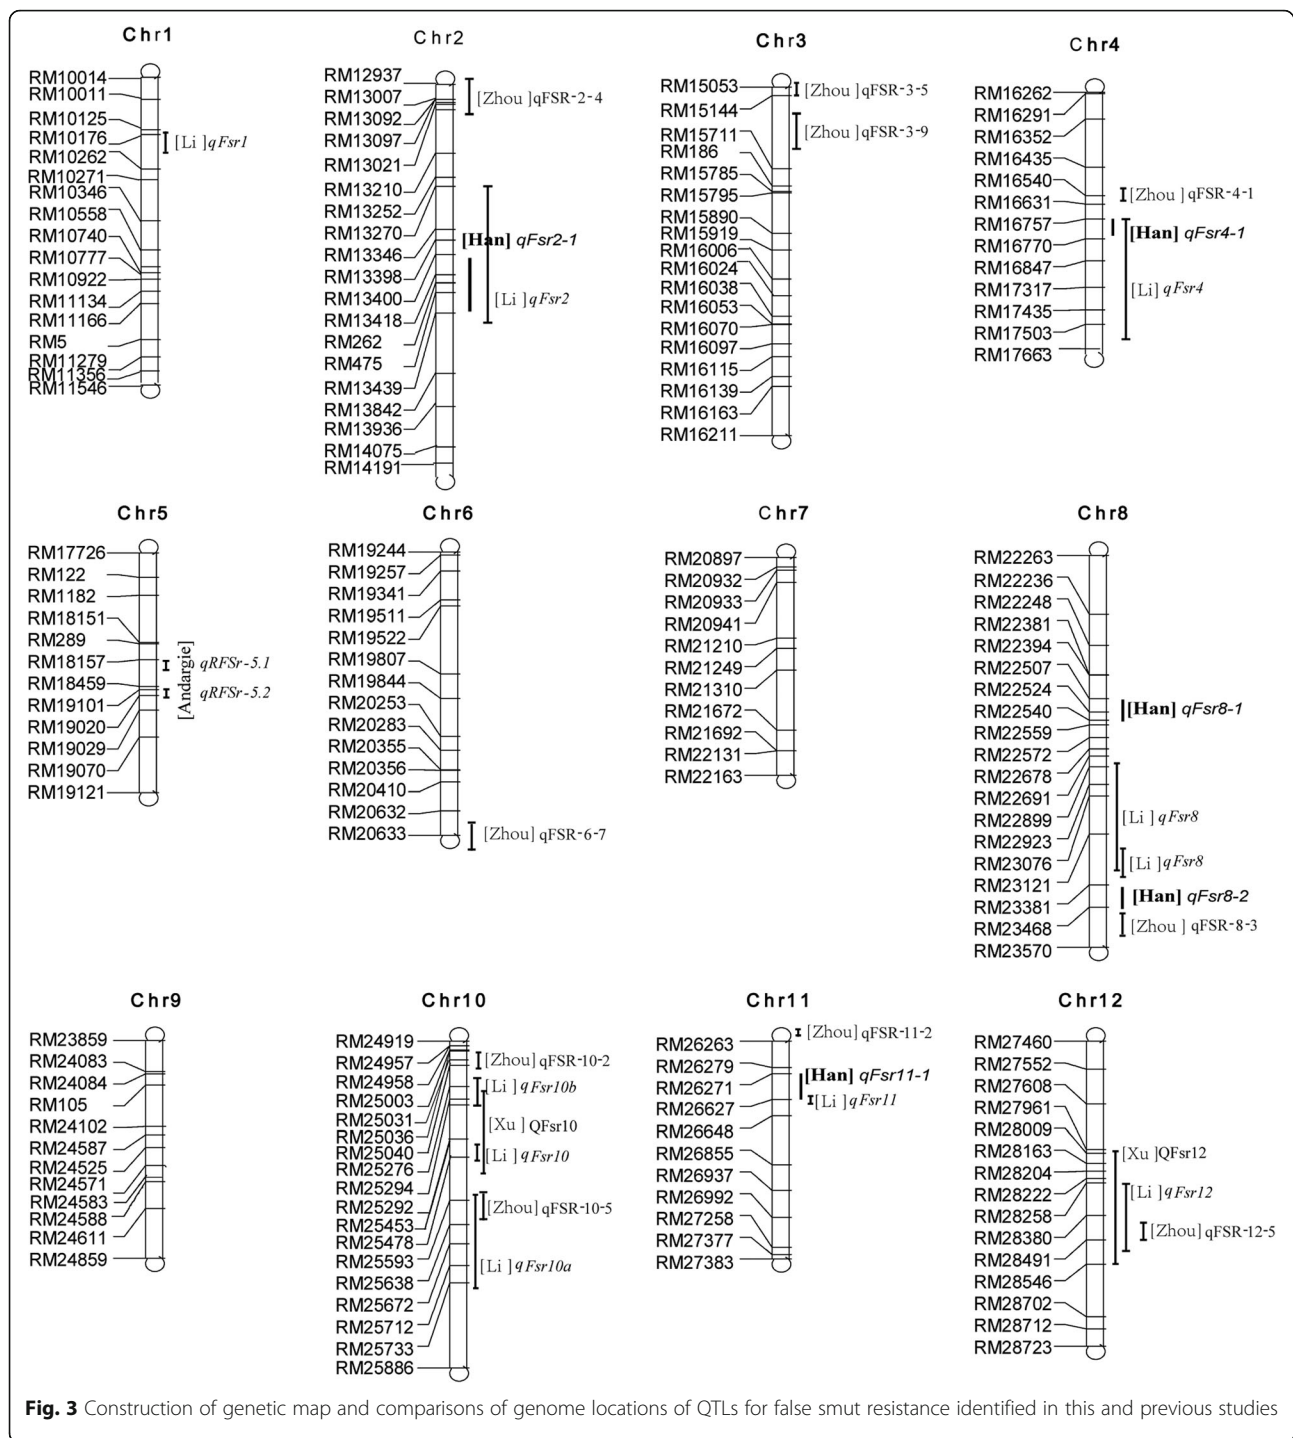 Chr1
RM10014
RM10011
RM10125
RM10176
RM10262
RM10271
RM10346
RM10558
RM10740
RM10777
RM10922
RM11134
RM11166
RM5
RM11279
RM11356
RM11546
[Li] qFsr1
Chr2
RM12937
RM13007
RM13092
RM13097
RM13021
RM13210
RM13252
RM13270
RM13346
RM13398
RM13400
RM13418
RM262
RM475
RM13439
RM13842
RM13936
RM14075
RM14191
[Zhou] qFSR-2-4
[Han] qFsr2-1
[Li] qFsr2
Chr3
RM15053
RM15144
RM15711
RM186
RM15785
RM15795
RM15890
RM15919
RM16006
RM16024
RM16038
RM16053
RM16070
RM16097
RM16115
RM16139
RM16163
RM16211
[Zhou] qFSR-3-5
[Zhou] qFSR-3-9
Chr4
RM16262
RM16291
RM16352
RM16435
RM16540
RM16631
RM16757
RM16770
RM16847
RM17317
RM17435
RM17503
RM17663
[Zhou] qFSR-4-1
[Han] qFsr4-1
[Li] qFsr4
Chr5
RM17726
RM122
RM1182
RM18151
RM289
RM18157
RM18459
RM19101
RM19020
RM19029
RM19070
RM19121
[Andargie]
qRFSr-5.1
qRFSr-5.2
Chr6
RM19244
RM19257
RM19341
RM19511
RM19522
RM19807
RM19844
RM20253
RM20283
RM20355
RM20356
RM20410
RM20632
RM20633
[Zhou] qFSR-6-7
Chr7
RM20897
RM20932
RM20933
RM20941
RM21210
RM21249
RM21310
RM21672
RM21692
RM22131
RM22163
Chr8
RM22263
RM22236
RM22248
RM22381
RM22394
RM22507
RM22524
RM22540
RM22559
RM22572
RM22678
RM22691
RM22899
RM22923
RM23076
RM23121
RM23381
RM23468
RM23570
[Han] qFsr8-1
[Li] qFsr8
[Li] qFsr8
[Han] qFsr8-2
[Zhou ] qFSR-8-3
Chr9
RM23859
RM24083
RM24084
RM105
RM24102
RM24587
RM24525
RM24571
RM24583
RM24588
RM24611
RM24859
Chr10
RM24919
RM24957
RM24958
RM25003
RM25031
RM25036
RM25040
RM25276
RM25294
RM25292
RM25453
RM25478
RM25593
RM25638
RM25672
RM25712
RM25733
RM25886
[Zhou] qFSR-10-2
[Li] qFsr10b
[Xu] QFsr10
[Li] qFsr10
[Zhou] qFSR-10-5
[Li] qFsr10a
Chr11
RM26263
RM26279
RM26271
RM26627
RM26648
RM26855
RM26937
RM26992
RM27258
RM27377
RM27383
[Zhou] qFSR-11-2
[Han] qFsr11-1
[Li] qFsr11
Chr12
RM27460
RM27552
RM27608
RM27961
RM28009
RM28163
RM28204
RM28222
RM28258
RM28380
RM28491
RM28546
RM28702
RM28712
RM28723
[Xu ]QFsr12
[Li] qFsr12
[Zhou] qFSR-12-5
Fig. 3 Construction of genetic map and comparisons of genome locations of QTLs for false smut resistance identified in this and previous studies